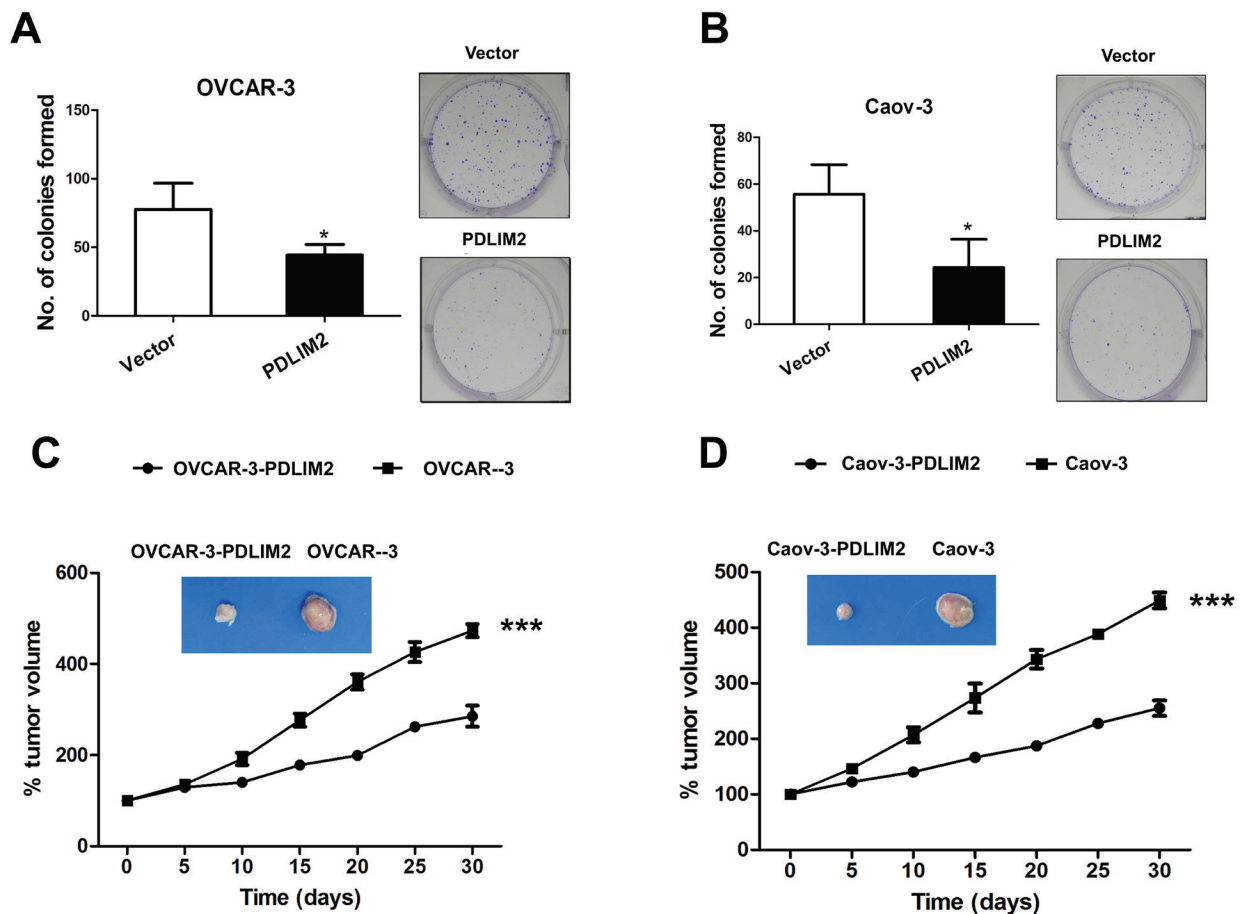 A
OVCAR-3
No. of colonies formed
150
100
50
0
Vector
PDLIM2
*
Vector
PDLIM2
B
Caov-3
No. of colonies formed
80
60
40
20
0
Vector
PDLIM2
*
Vector
PDLIM2
C
OVCAR-3-PDLIM2 OVCAR--3
OVCAR-3-PDLIM2 OVCAR--3
% tumor volume
600
400
200
0
***
0 5 10 15 20 25 30
Time (days)
D
Caov-3-PDLIM2 Caov-3
Caov-3-PDLIM2 Caov-3
% tumor volume
500
400
300
200
100
0
***
0 5 10 15 20 25 30
Time (days)